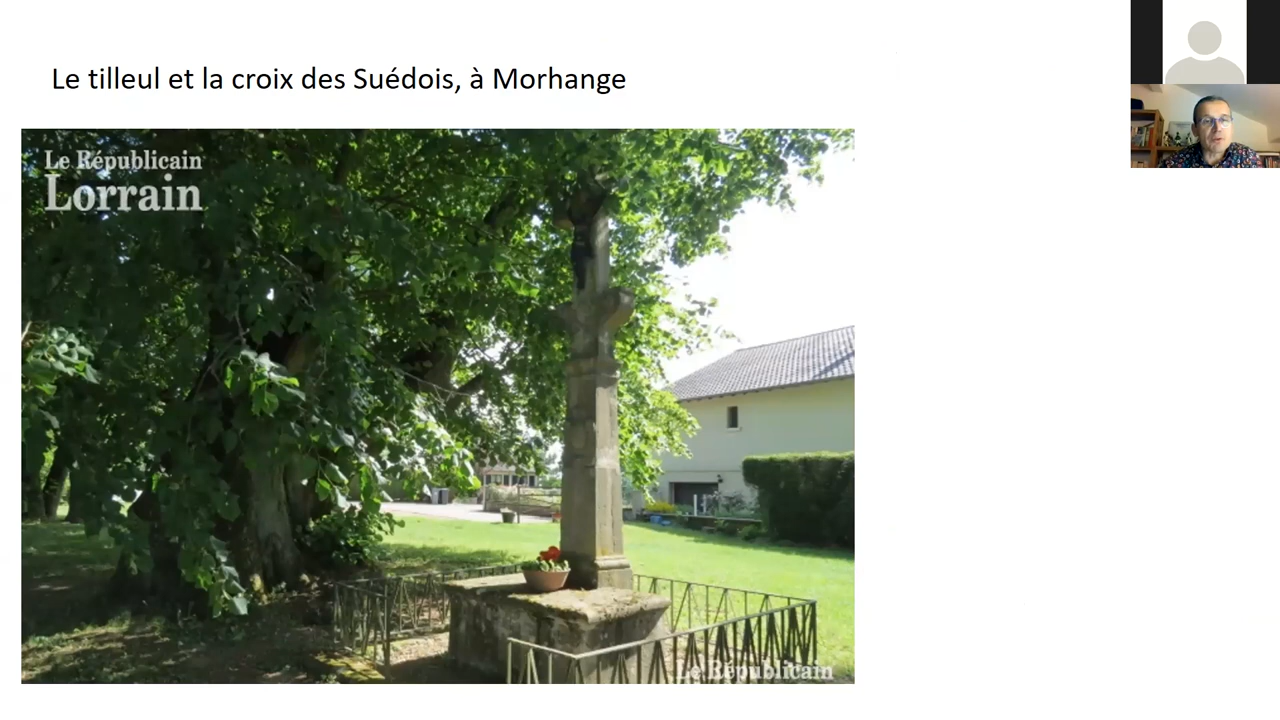 Le tilleul et la croix des Suédois, à Morhange
Le Républicain
Lorrain
Le Républicain